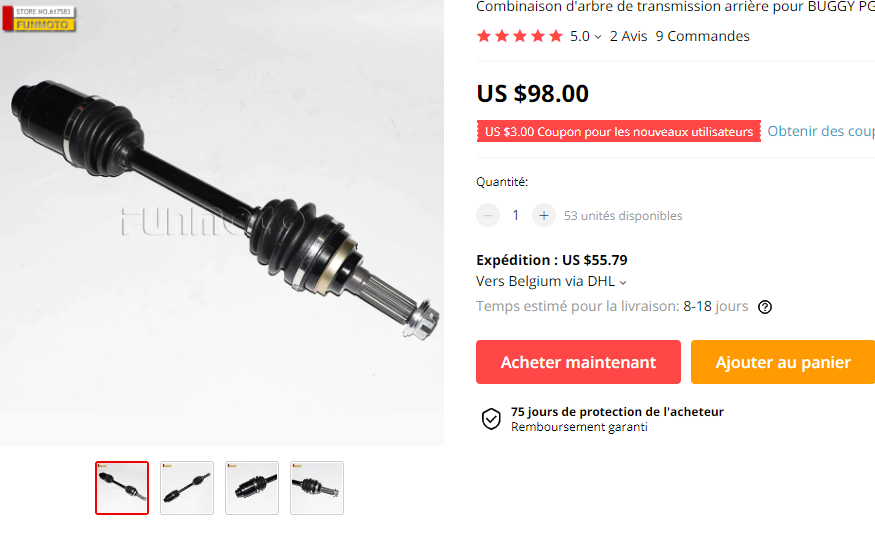 STORE NO.617583
FUNMOTO
Combinaison d'arbre de transmission arrière pour BUGGY PG
5.0 2 Avis 9 Commandes
US $98.00
US $3.00 Coupon pour les nouveaux utilisateurs Obtenir des coup
Quantité:
1 53 unités disponibles
FUNMOTO
Expédition : US $55.79
Vers Belgium via DHL
Temps estimé pour la livraison: 8-18 jours
Acheter maintenant Ajouter au panier
75 jours de protection de l'acheteur
Remboursement garanti